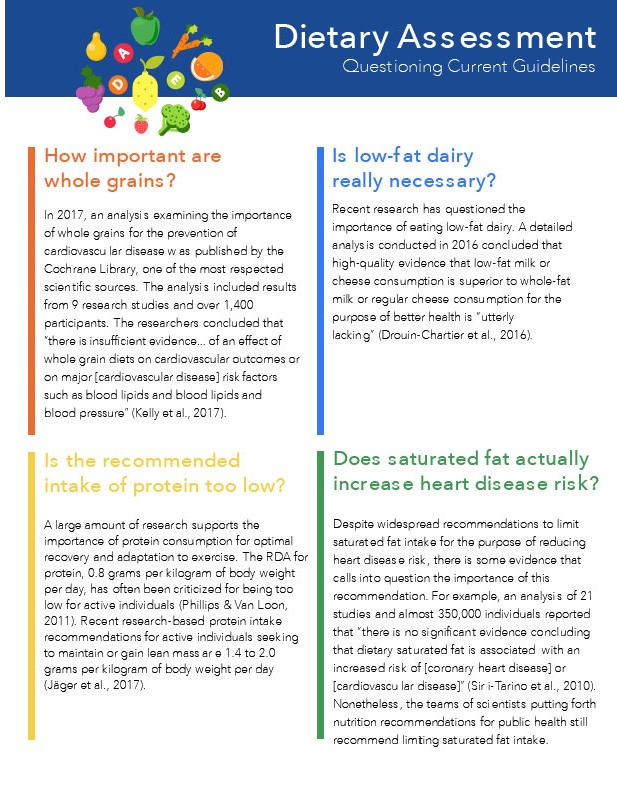 Dietary Assessment
Questioning Current Guidelines
A
D
E
B
How important are
whole grains?
In 2017, an analysis examining the importance
of whole grains for the prevention of
cardiovascular disease was published by the
Cochrane Library, one of the most respected
scientific sources. The analysis included results
from 9 research studies and over 1,400
participants. The researchers concluded that
"there is insufficient evidence... of an effect of
whole grain diets on cardiovascular outcomes or
on major [cardiovascular disease] risk factors
such as blood lipids and blood lipids and
blood pressure" (Kelly et al., 2017).
Is low-fat dairy
really necessary?
Recent research has questioned the
importance of eating low-fat dairy. A detailed
analysis conducted in 2016 concluded that
high-quality evidence that low-fat milk or
cheese consumption is superior to whole-fat
milk or regular cheese consumption for the
purpose of better health is "utterly
lacking" (Drouin-Chartier et al., 2016).
Is the recommended
intake of protein too low?
A large amount of research supports the
importance of protein consumption for optimal
recovery and adaptation to exercise. The RDA for
protein, 0.8 grams per kilogram of body weight
per day, has often been criticized for being too
low for active individuals (Phillips & Van Loon,
2011). Recent research-based protein intake
recommendations for active individuals seeking
to maintain or gain lean mass ar e 1.4 to 2.0
grams per kilogram of body weight per day
(Jäger et al., 2017).
Does saturated fat actually
increase heart disease risk?
Despite widespread recommendations to limit
saturated fat intake for the purpose of reducing
heart disease risk, there is some evidence that
calls into question the importance of this
recommendation. For example, an analysis of 21
studies and almost 350,000 individuals reported
that "there is no significant evidence concluding
that dietary saturated fat is associated with an
increased risk of [coronary heart disease] or
[cardiovascular disease]" (Sir i-Tarino et al., 2010).
Nonetheless, the teams of scientists putting forth
nutrition recommendations for public health still
recommend limiting saturated fat intake.